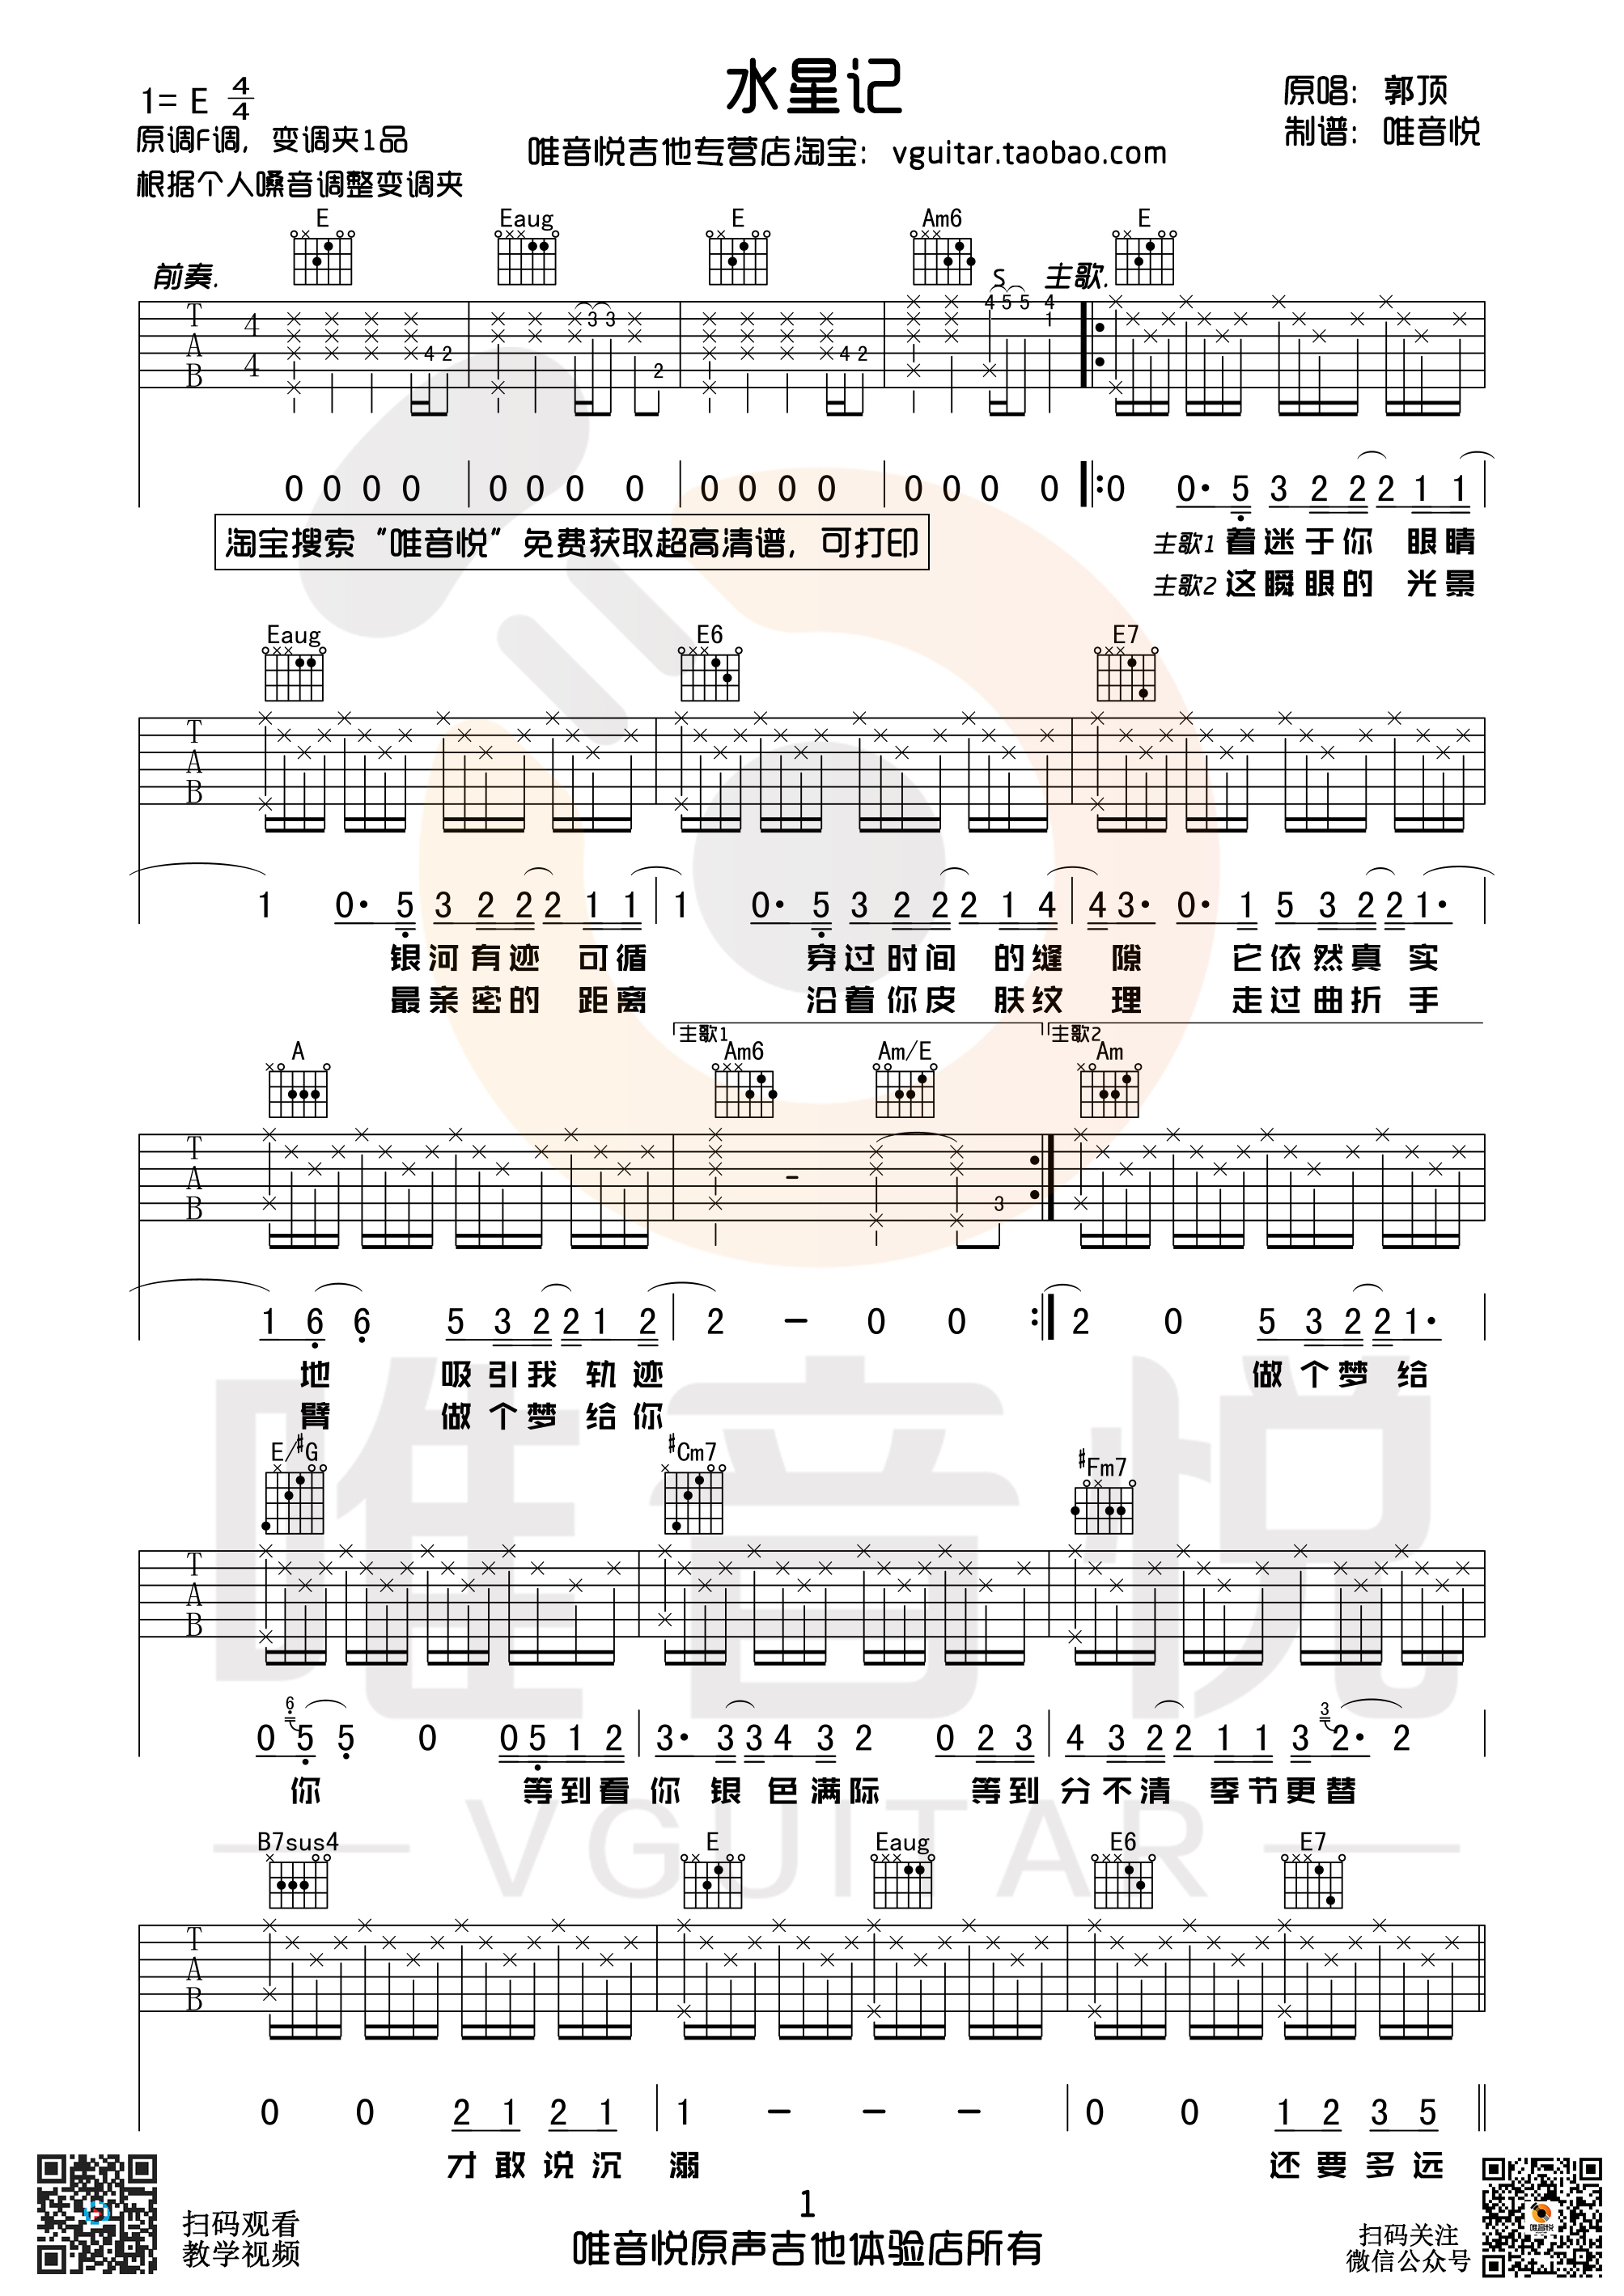 水星记
1= E 4/4
原唱：郭顶
原调F调，变调夹1品
制谱：唯音悦
唯音悦吉他专营店淘宝：vguitar.taobao.com
根据个人嗓音调整变调夹
E Eaug E Am6 E
前奏. S 主歌.
4 5 5 4
T A B 4 4 3 3 1
4 2 4 2
2
0 0 0 0 | 0 0 0 0 | 0 0 0 0 | 0 0 0 0 |: 0 0· 5 3 2 2 2 1 1 |
淘宝搜索“唯音悦”免费获取超高清谱，可打印
主歌1 着迷于你 眼睛
主歌2 这瞬眼的 光景
Eaug E6 E7
T A B
1 0· 5 3 2 2 2 1 1 | 1 0· 5 3 2 2 2 1 4 | 4 3· 0· 1 5 3 2 2 1· |
银河有迹 可循 穿过时间 的缝 隙 它依然真 实
最亲密的 距离 沿着你皮 肤纹 理 走过曲折 手
主歌1 主歌2
A Am6 Am/E Am
T A B - 3
1 6 6 5 3 2 2 1 2 | 2 - 0 0 :| 2 0 5 3 2 2 1· |
地 吸引我 轨迹 做个梦 给
臂 做个梦 给你
E/#G #Cm7 #Fm7
T A B
0 6 5 5 0 0 5 1 2 | 3· 3 3 4 3 2 0 2 3 | 4 3 2 2 1 1 3 3 2· 2 |
你 等到看 你 银 色满际 等到 分不清 季节更替
B7sus4 E Eaug E6 E7
T A B
0 0 2 1 2 1 | 1 - - - | 0 0 1 2 3 5 ||
才敢说沉 溺 还要多远
唯音悦
VGUITAR
扫码观看
教学视频
1
唯音悦原声吉他体验店所有
唯音悦
扫码关注
微信公众号